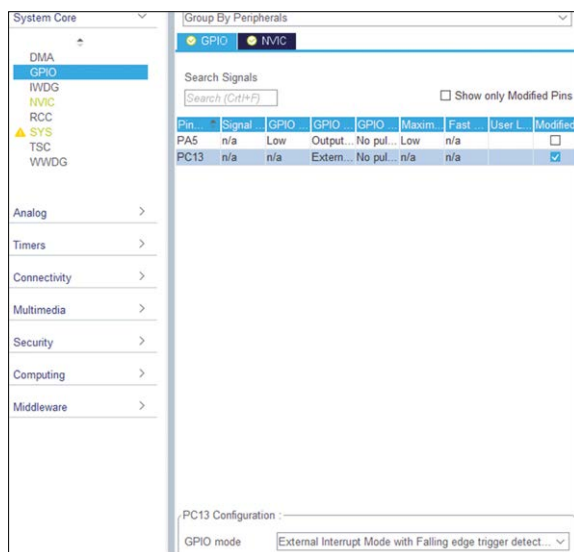 System Core
Group By Peripherals
GPIO NVIC
DMA
GPIO
IWDG
NVIC
RCC
SYS
TSC
WWDG
Search Signals
Search (Crtl+F)
Show only Modified Pins
Pin... Signal ... GPIO ... GPIO ... GPIO ... Maxim... Fast ... User L... Modified
PA5 n/a Low Output... No pul... Low n/a
PC13 n/a n/a Extern... No pul... n/a n/a
Analog
Timers
Connectivity
Multimedia
Security
Computing
Middleware
PC13 Configuration :
GPIO mode External Interrupt Mode with Falling edge trigger detect...